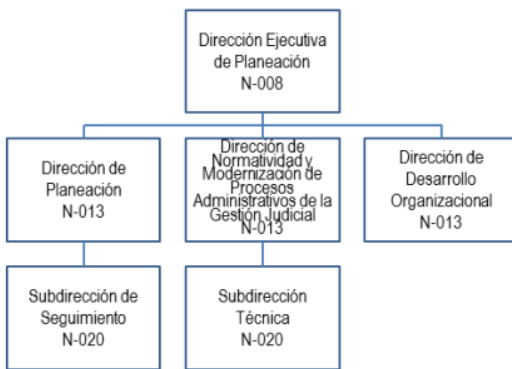 Dirección Ejecutiva
de Planeación
N-008
Dirección de
Planeación
N-013
Dirección de
Normatividad y
Modernización de
Procesos
Administrativos de la
Gestión Judicial
N-013
Dirección de
Desarrollo
Organizacional
N-013
Subdirección de
Seguimiento
N-020
Subdirección
Técnica
N-020